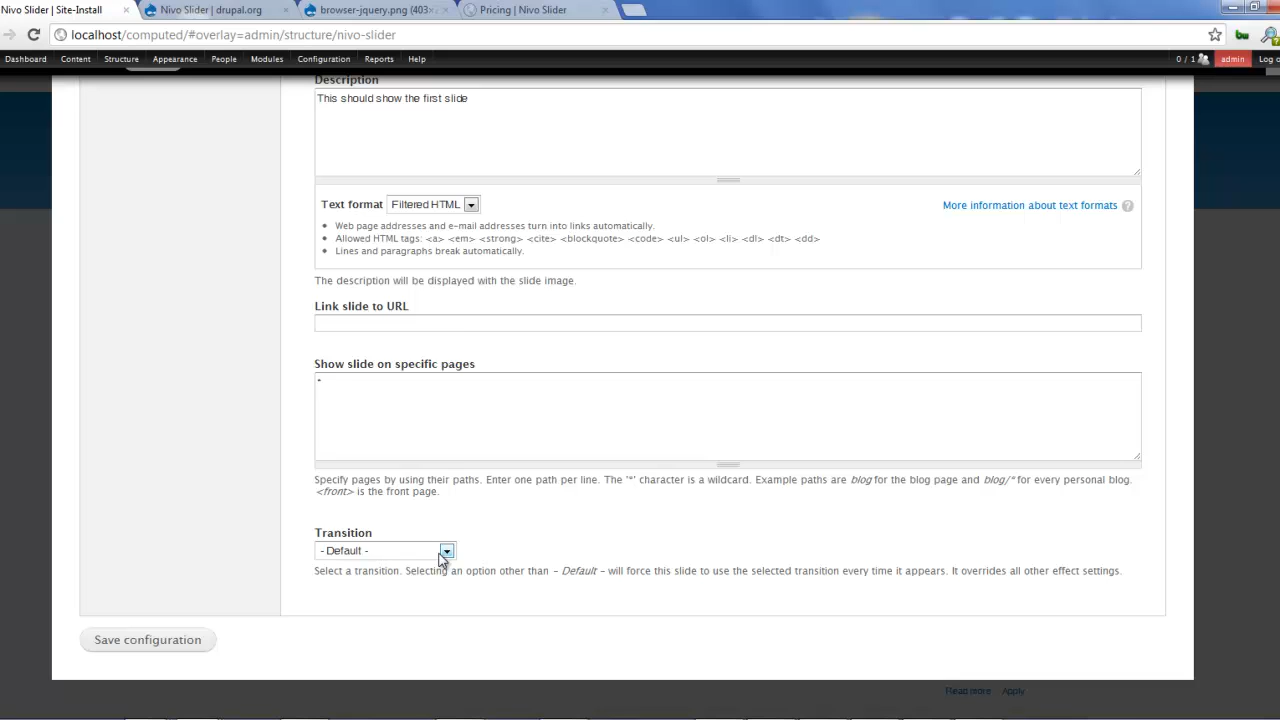 Nivo Slider | Site-Install
Nivo Slider | drupal.org
browser-jquery.png (403×
Pricing | Nivo Slider
localhost/computed/#overlay=admin/structure/nivo-slider
Dashboard Content Structure Appearance People Modules Configuration Reports Help 0 / 1 admin Log o
Description
This should show the first slide
Text format Filtered HTML More information about text formats ?
Web page addresses and e-mail addresses turn into links automatically.
Allowed HTML tags: <a> <em> <strong> <cite> <blockquote> <code> <ul> <ol> <li> <dl> <dt> <dd>
Lines and paragraphs break automatically.
The description will be displayed with the slide image.
Link slide to URL
Show slide on specific pages
*
Specify pages by using their paths. Enter one path per line. The '*' character is a wildcard. Example paths are blog for the blog page and blog/* for every personal blog.
<front> is the front page.
Transition
- Default -
Select a transition. Selecting an option other than - Default - will force this slide to use the selected transition every time it appears. It overrides all other effect settings.
Save configuration
Read more Apply